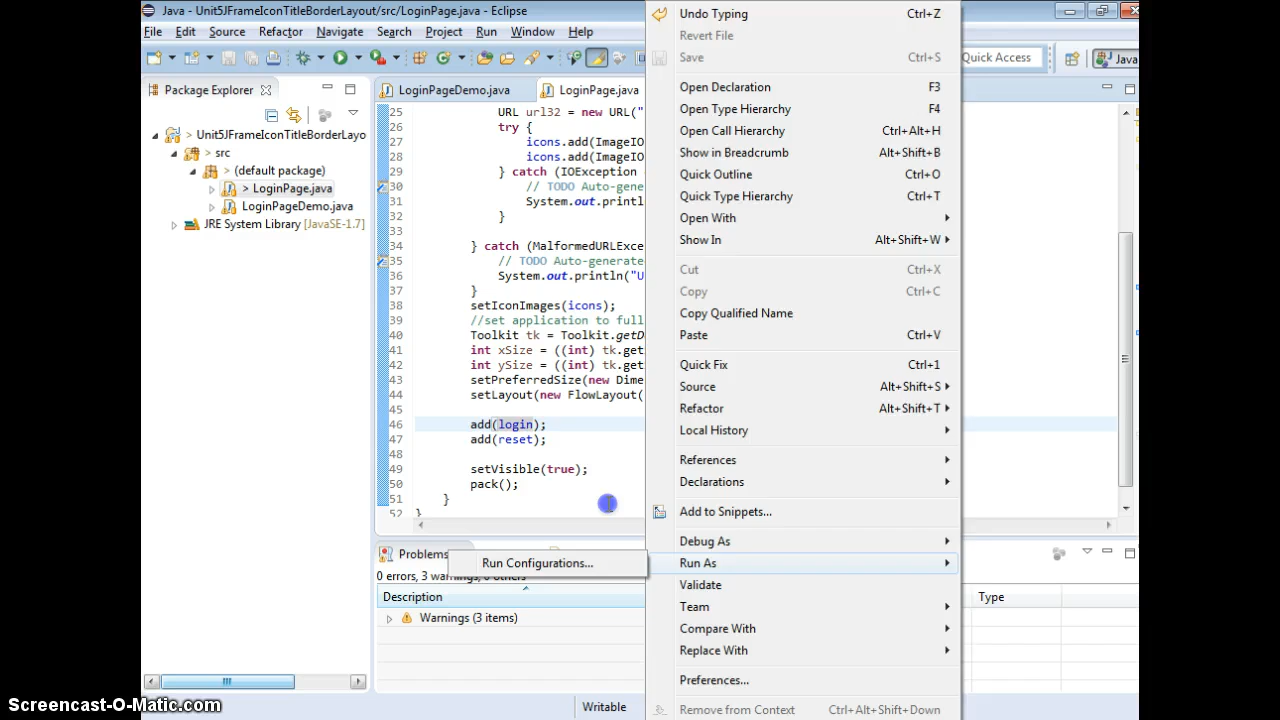 Java - Unit5JFrameIconTitleBorderLayout/src/LoginPage.java - Eclipse
File Edit Source Refactor Navigate Search Project Run Window Help
Quick Access
Java
Package Explorer
> Unit5JFrameIconTitleBorderLayo
> src
> (default package)
> LoginPage.java
LoginPageDemo.java
JRE System Library [JavaSE-1.7]
LoginPageDemo.java
LoginPage.java
25 URL url32 = new URL("
26 try {
27 icons.add(ImageIO
28 icons.add(ImageIO
29 } catch (IOException
30 // TODO Auto-gene
31 System.out.printl
32 }
33
34 } catch (MalformedURLExce
35 // TODO Auto-generate
36 System.out.println("U
37 }
38 setIconImages(icons);
39 //set application to full
40 Toolkit tk = Toolkit.getD
41 int xSize = ((int) tk.get
42 int ySize = ((int) tk.get
43 setPreferredSize(new Dime
44 setLayout(new FlowLayout(
45
46 add(login);
47 add(reset);
48
49 setVisible(true);
50 pack();
51 }
52 }
Undo Typing Ctrl+Z
Revert File
Save Ctrl+S
Open Declaration F3
Open Type Hierarchy F4
Open Call Hierarchy Ctrl+Alt+H
Show in Breadcrumb Alt+Shift+B
Quick Outline Ctrl+O
Quick Type Hierarchy Ctrl+T
Open With
Show In Alt+Shift+W
Cut Ctrl+X
Copy Ctrl+C
Copy Qualified Name
Paste Ctrl+V
Quick Fix Ctrl+1
Source Alt+Shift+S
Refactor Alt+Shift+T
Local History
References
Declarations
Add to Snippets...
Debug As
Run As
Validate
Team
Compare With
Replace With
Preferences...
Remove from Context Ctrl+Alt+Shift+Down
Run Configurations...
Problems
0 errors, 3 warnings, 0 others
Description
Type
Warnings (3 items)
Writable
Screencast-O-Matic.com